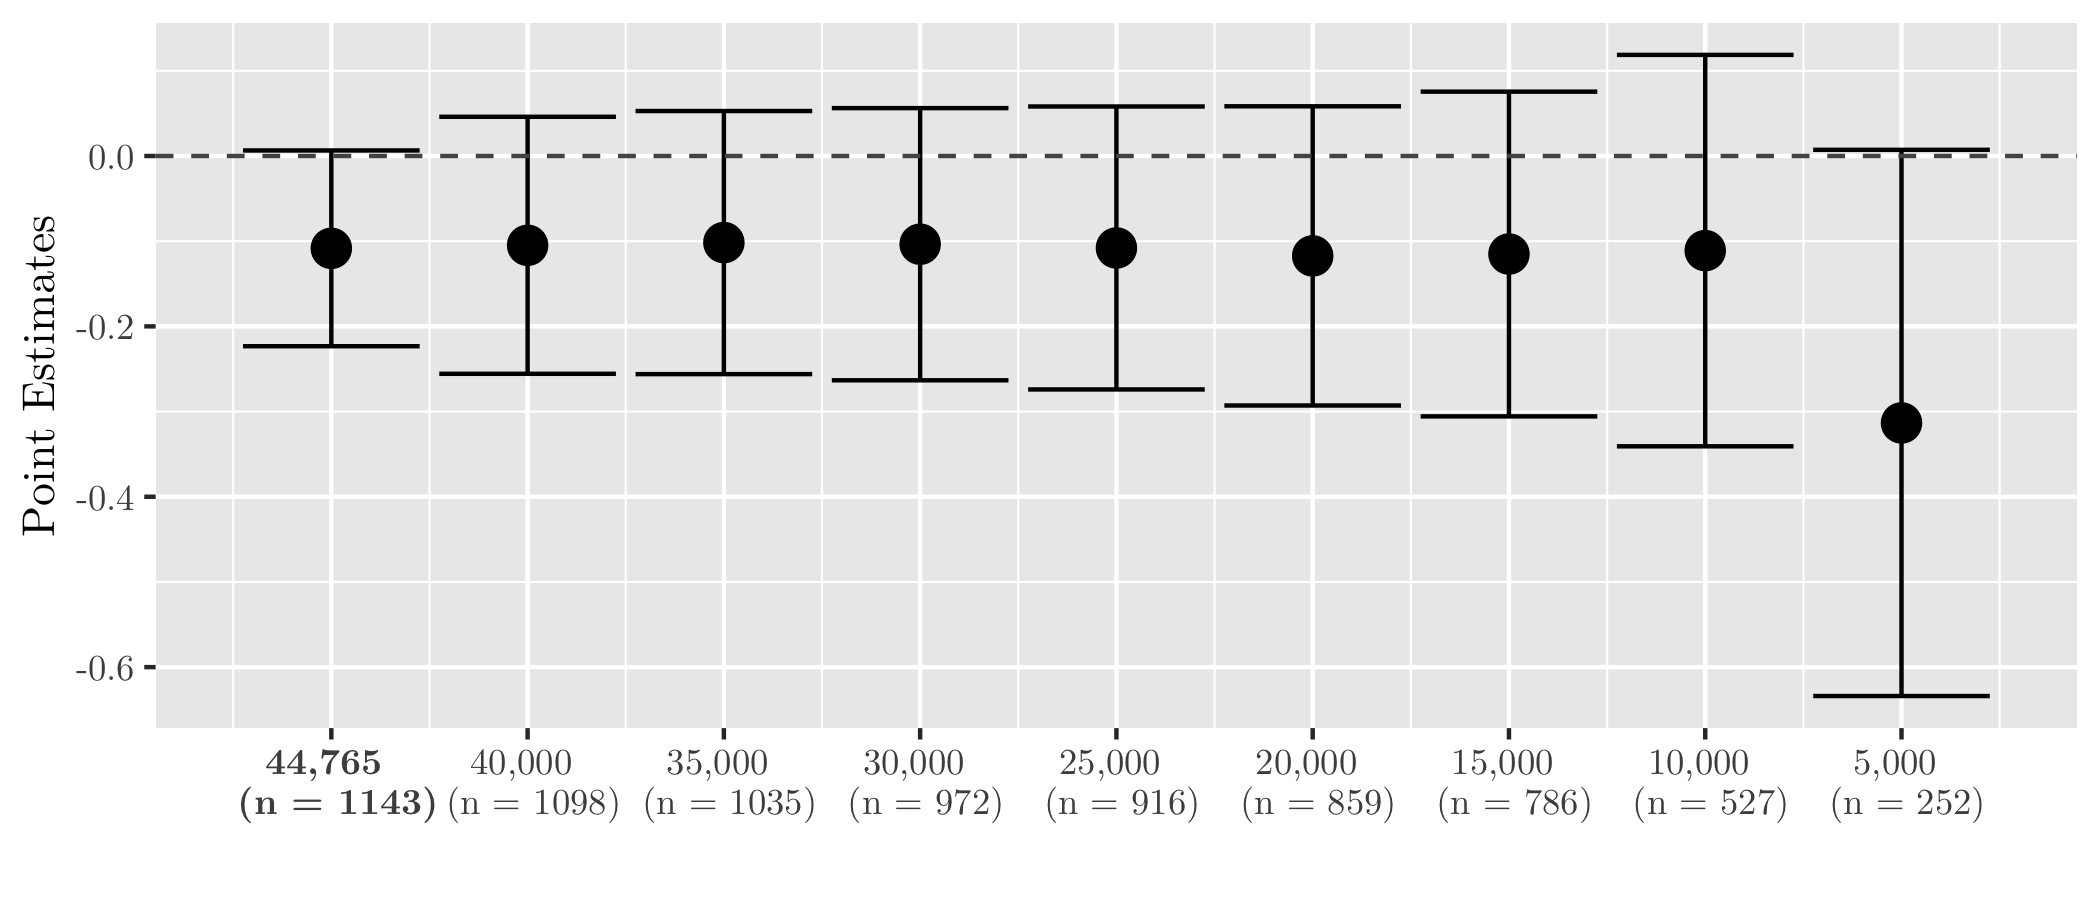 Point Estimates
0.0
-0.2
-0.4
-0.6
44,765 40,000 35,000 30,000 25,000 20,000 15,000 10,000 5,000
(n = 1143) (n = 1098) (n = 1035) (n = 972) (n = 916) (n = 859) (n = 786) (n = 527) (n = 252)